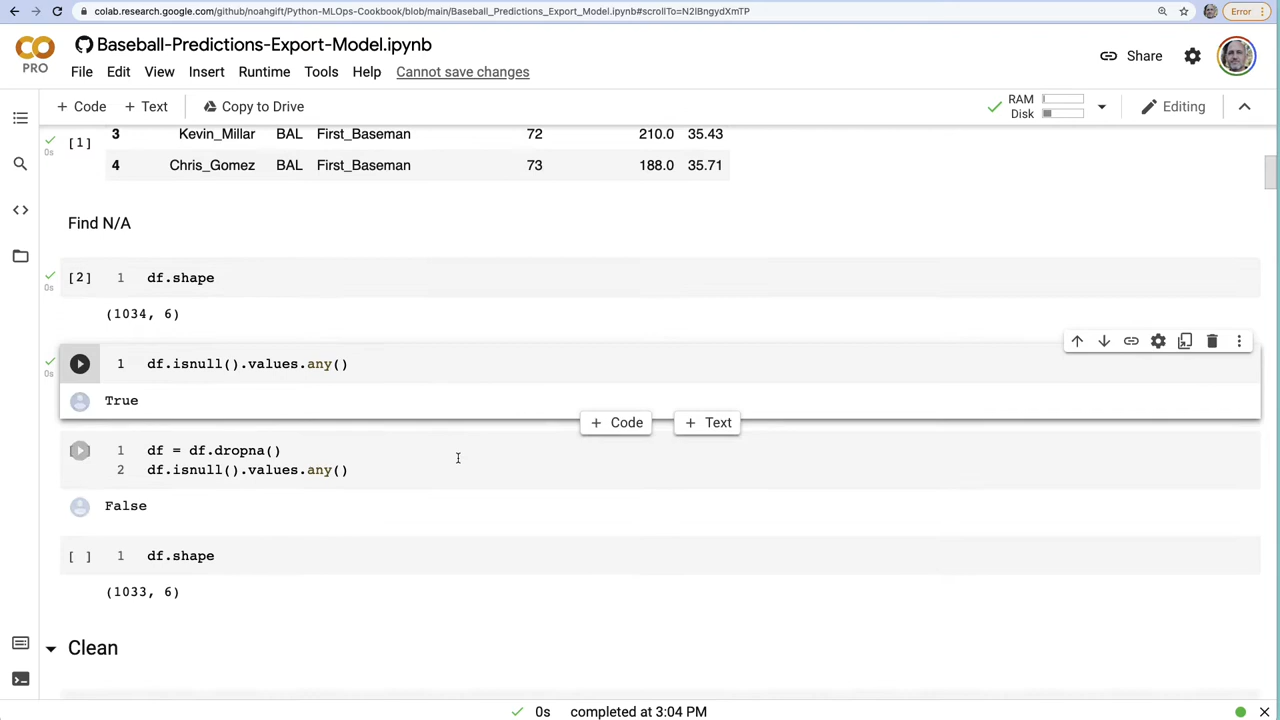 colab.research.google.com/github/noahgift/Python-MLOps-Cookbook/blob/main/Baseball_Predictions_Export_Model.ipynb#scrollTo=N2IBngydXmTP
Error
PRO
Baseball-Predictions-Export-Model.ipynb
File Edit View Insert Runtime Tools Help Cannot save changes
Share
+ Code + Text Copy to Drive
RAM
Disk
Editing
[1]
0s
3 Kevin_Millar BAL First_Baseman 72 210.0 35.43
4 Chris_Gomez BAL First_Baseman 73 188.0 35.71
Find N/A
[2] 1 df.shape
0s
(1034, 6)
1 df.isnull().values.any()
0s
True
+ Code + Text
1 df = df.dropna()
2 df.isnull().values.any()
False
[ ] 1 df.shape
(1033, 6)
Clean
0s completed at 3:04 PM